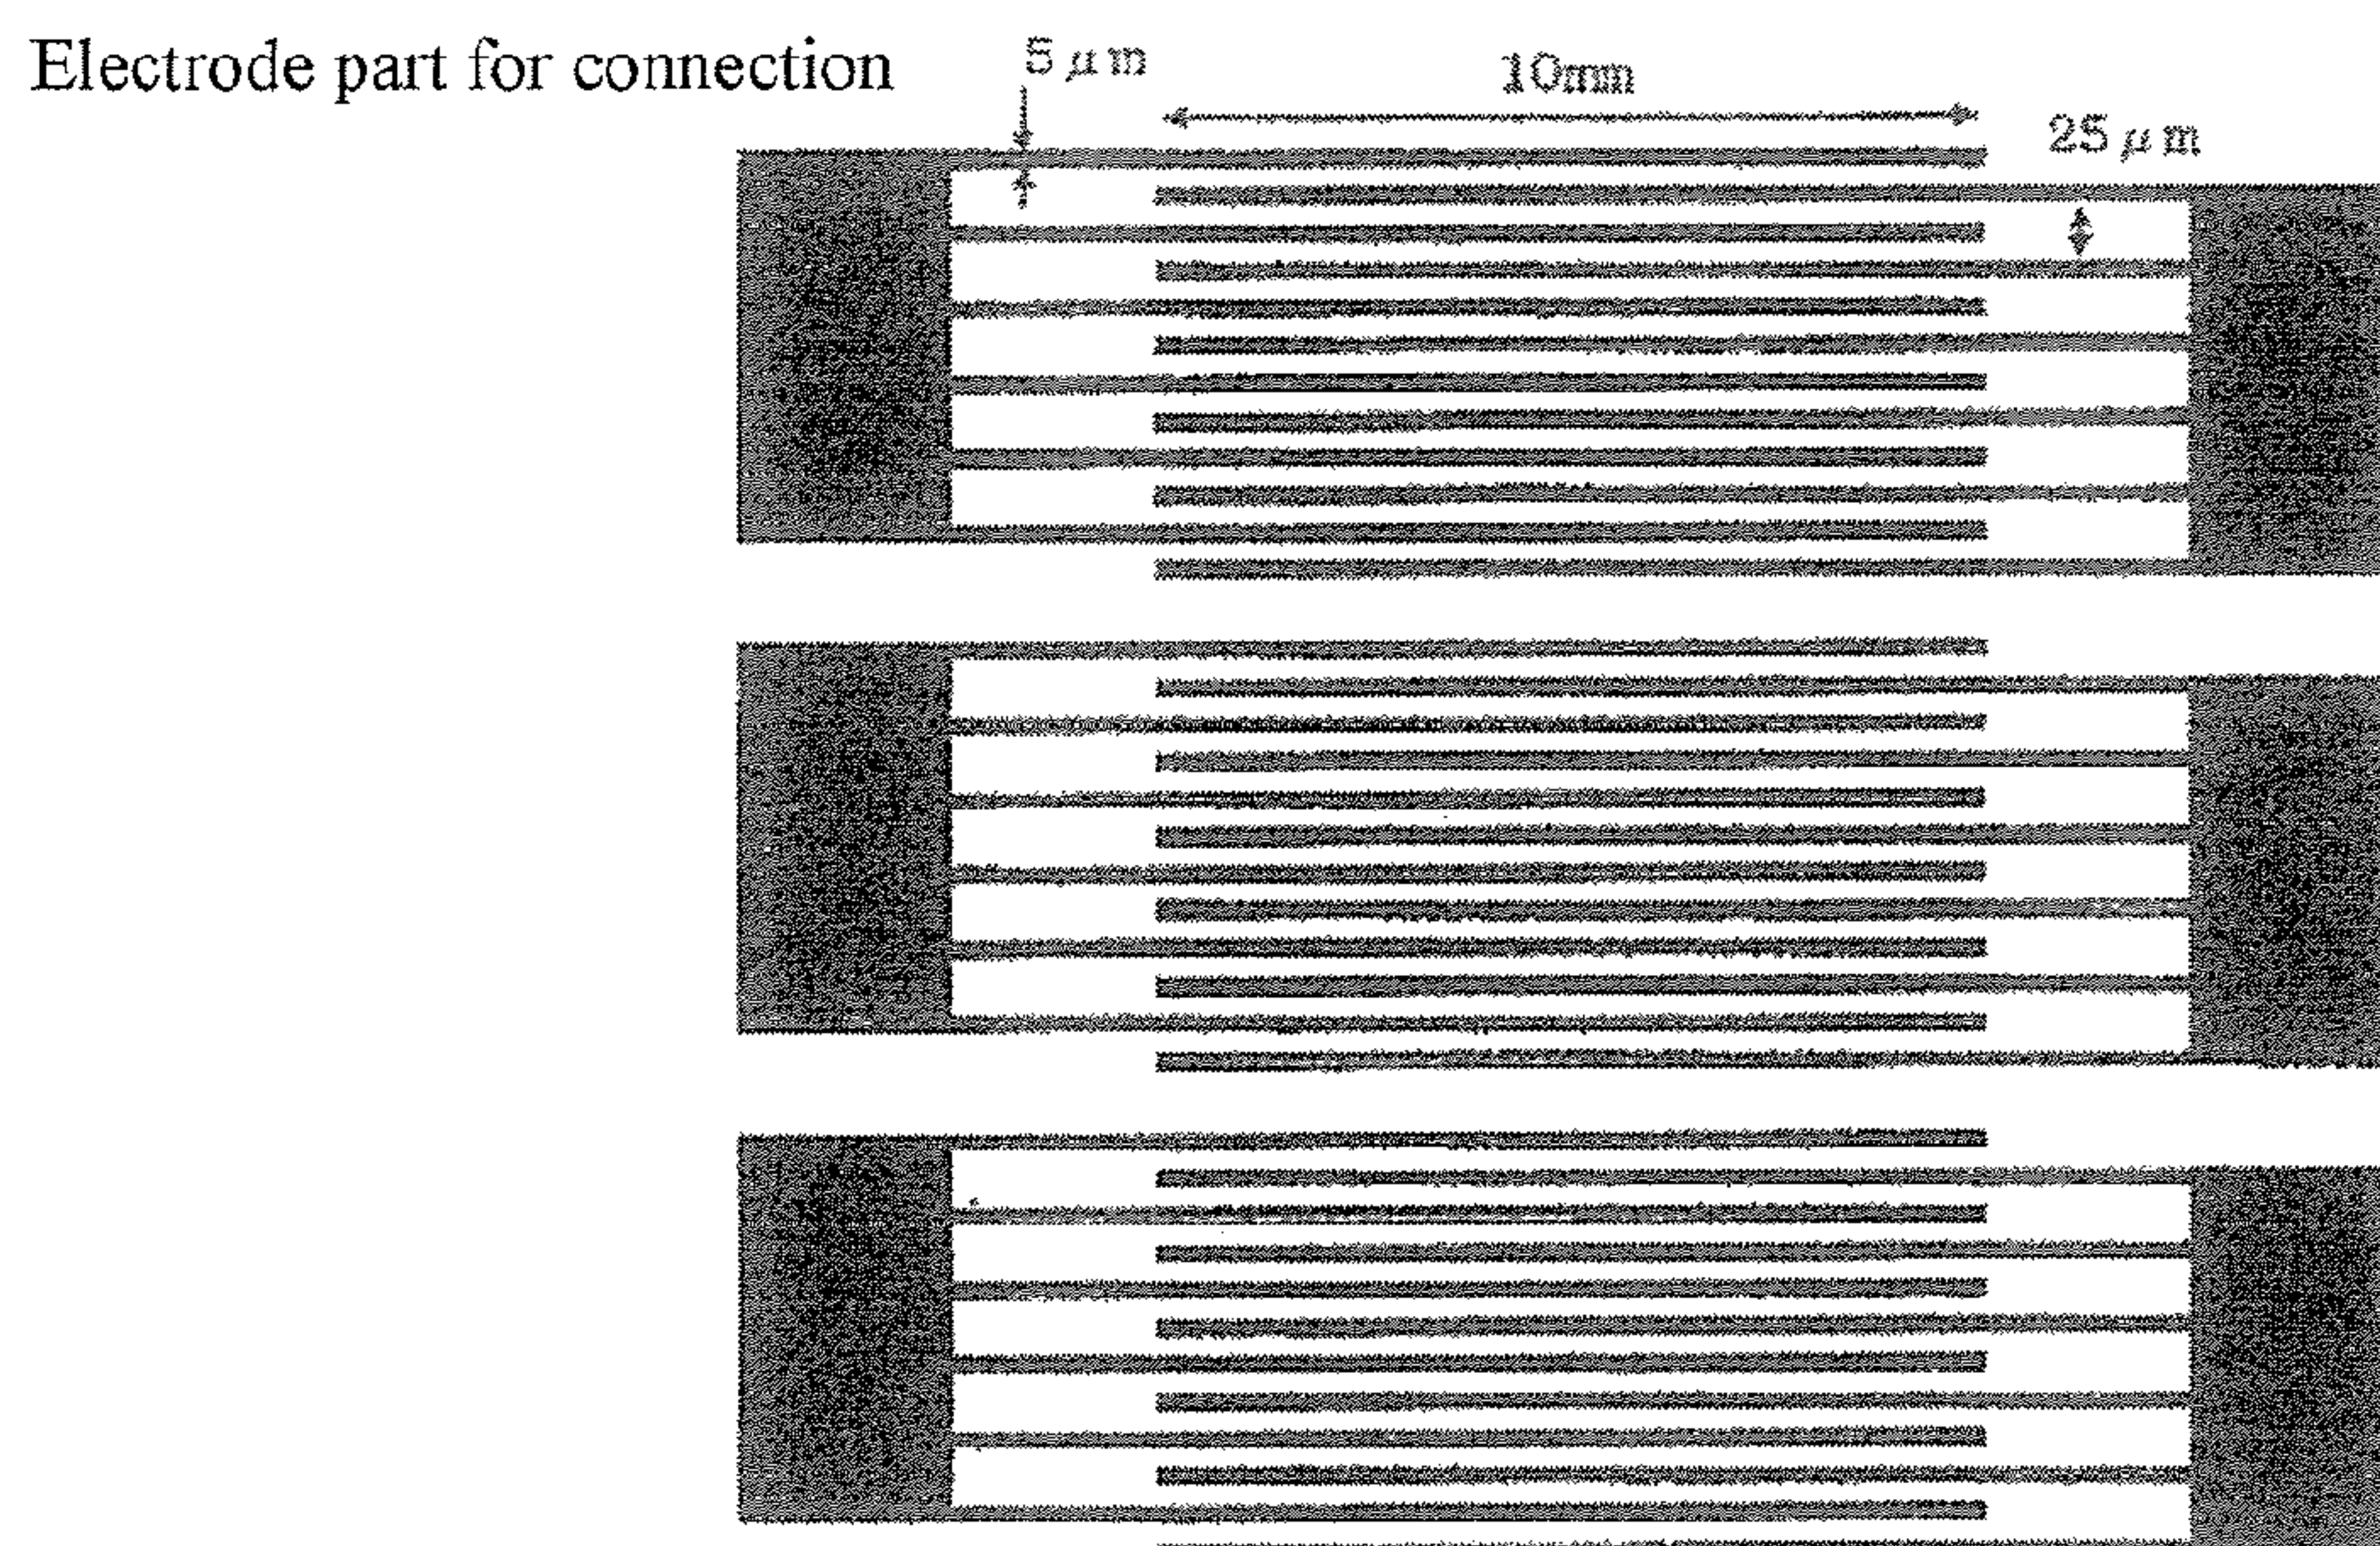 Electrode part for connection
5 μm
10mm
25 μm